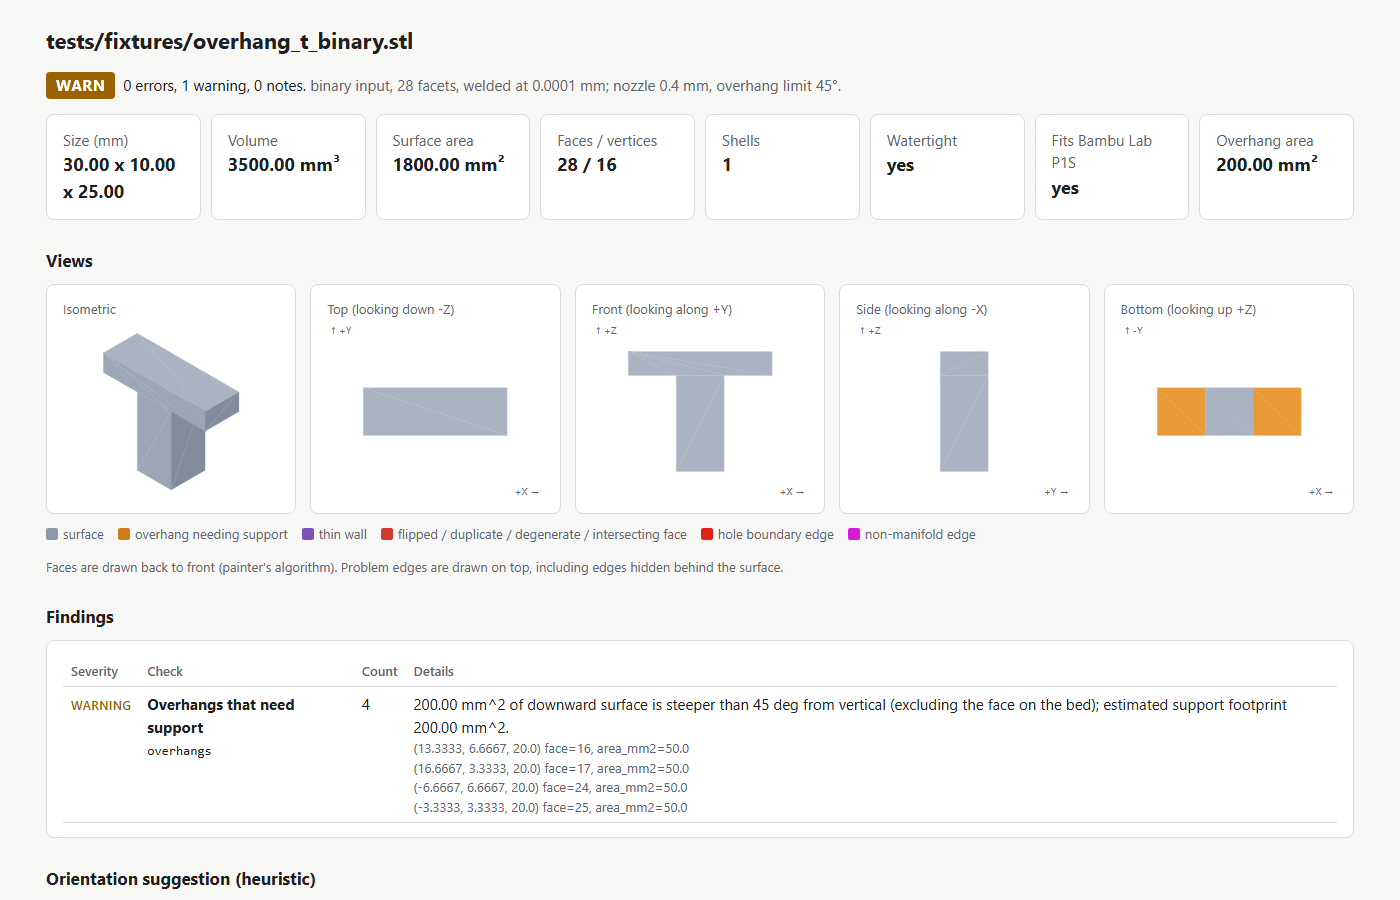 tests/fixtures/overhang_t_binary.stl
WARN 0 errors, 1 warning, 0 notes. binary input, 28 facets, welded at 0.0001 mm; nozzle 0.4 mm, overhang limit 45°.
Size (mm)
30.00 x 10.00
x 25.00
Volume
3500.00 mm³
Surface area
1800.00 mm²
Faces / vertices
28 / 16
Shells
1
Watertight
yes
Fits Bambu Lab
P1S
yes
Overhang area
200.00 mm²
Views
Isometric
Top (looking down -Z)
↑ +Y
+X →
Front (looking along +Y)
↑ +Z
+X →
Side (looking along -X)
↑ +Z
+Y →
Bottom (looking up +Z)
↑ -Y
+X →
surface overhang needing support thin wall flipped / duplicate / degenerate / intersecting face hole boundary edge non-manifold edge
Faces are drawn back to front (painter's algorithm). Problem edges are drawn on top, including edges hidden behind the surface.
Findings
Severity Check Count Details
WARNING Overhangs that need 4 200.00 mm^2 of downward surface is steeper than 45 deg from vertical (excluding the face on the bed); estimated support footprint
support 200.00 mm^2.
overhangs (13.3333, 6.6667, 20.0) face=16, area_mm2=50.0
(16.6667, 3.3333, 20.0) face=17, area_mm2=50.0
(-6.6667, 6.6667, 20.0) face=24, area_mm2=50.0
(-3.3333, 3.3333, 20.0) face=25, area_mm2=50.0
Orientation suggestion (heuristic)